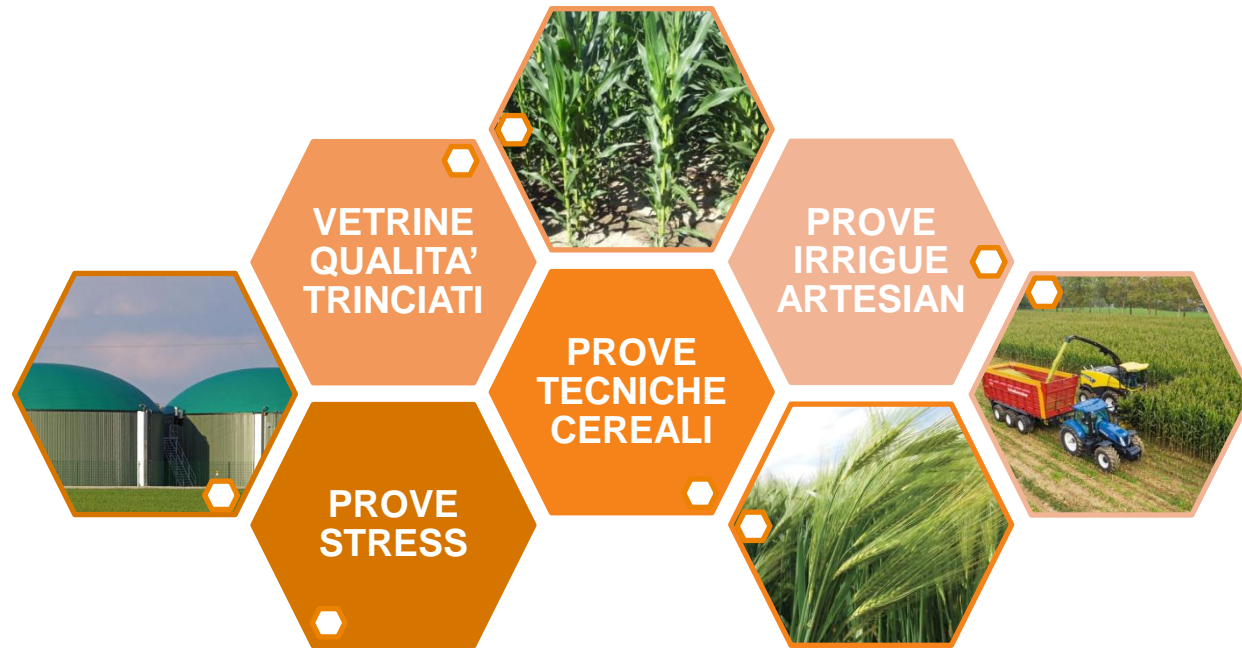 VETRINE
QUALITA’
TRINCIATI
PROVE
IRRIGUE
ARTESIAN
PROVE
TECNICHE
CEREALI
PROVE
STRESS